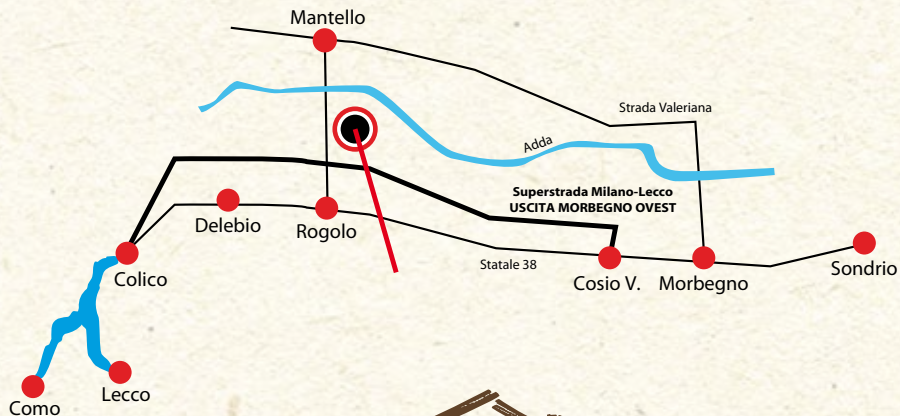 Mantello
Strada Valeriana
Adda
Superstrada Milano-Lecco
USCITA MORBEGNO OVEST
Delebio
Rogolo
Statale 38
Colico
Cosio V.
Morbegno
Sondrio
Lecco
Como